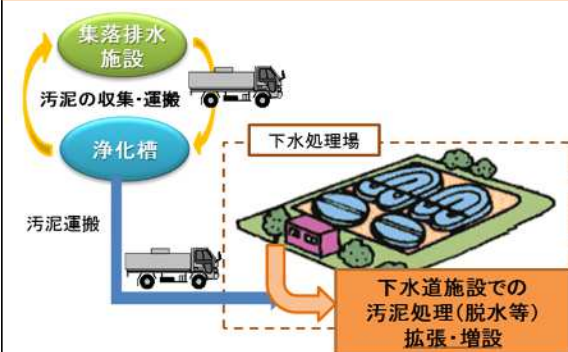 集落排水
施設
汚泥の収集・運搬
浄化槽
下水処理場
汚泥運搬
下水道施設での
汚泥処理(脱水等)
拡張・増設